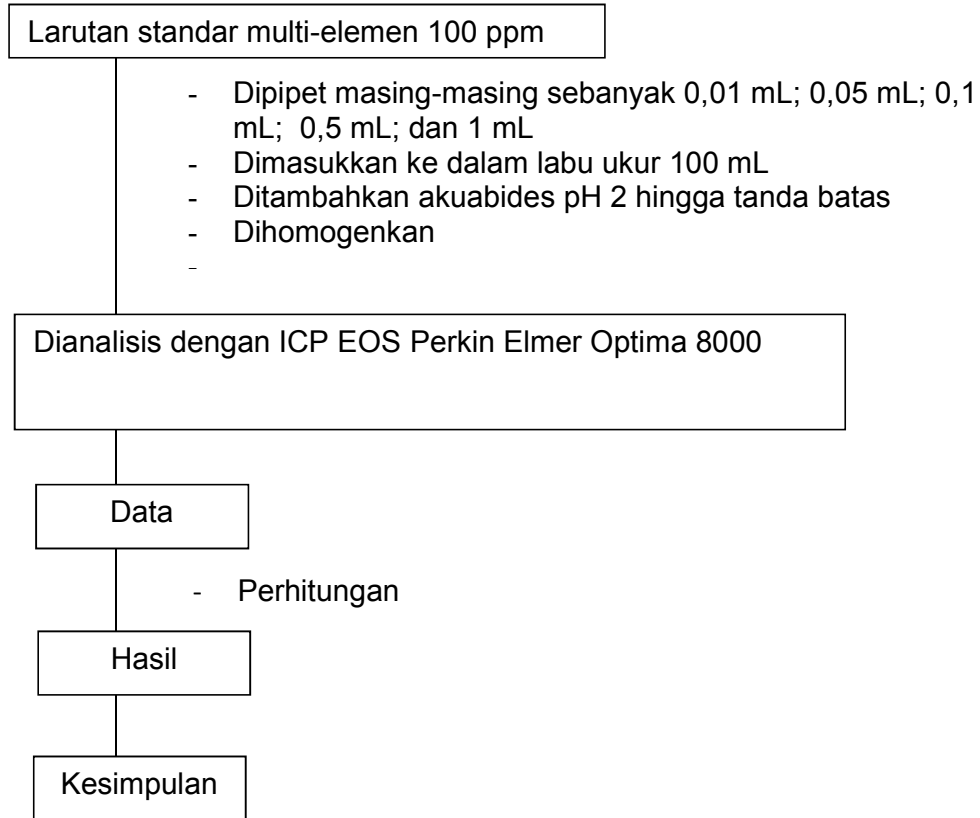 Larutan standar multi-elemen 100 ppm
- Dipipet masing-masing sebanyak 0,01 mL; 0,05 mL; 0,1
mL; 0,5 mL; dan 1 mL
- Dimasukkan ke dalam labu ukur 100 mL
- Ditambahkan akuabides pH 2 hingga tanda batas
- Dihomogenkan
-
Dianalisis dengan ICP EOS Perkin Elmer Optima 8000
Data
- Perhitungan
Hasil
Kesimpulan